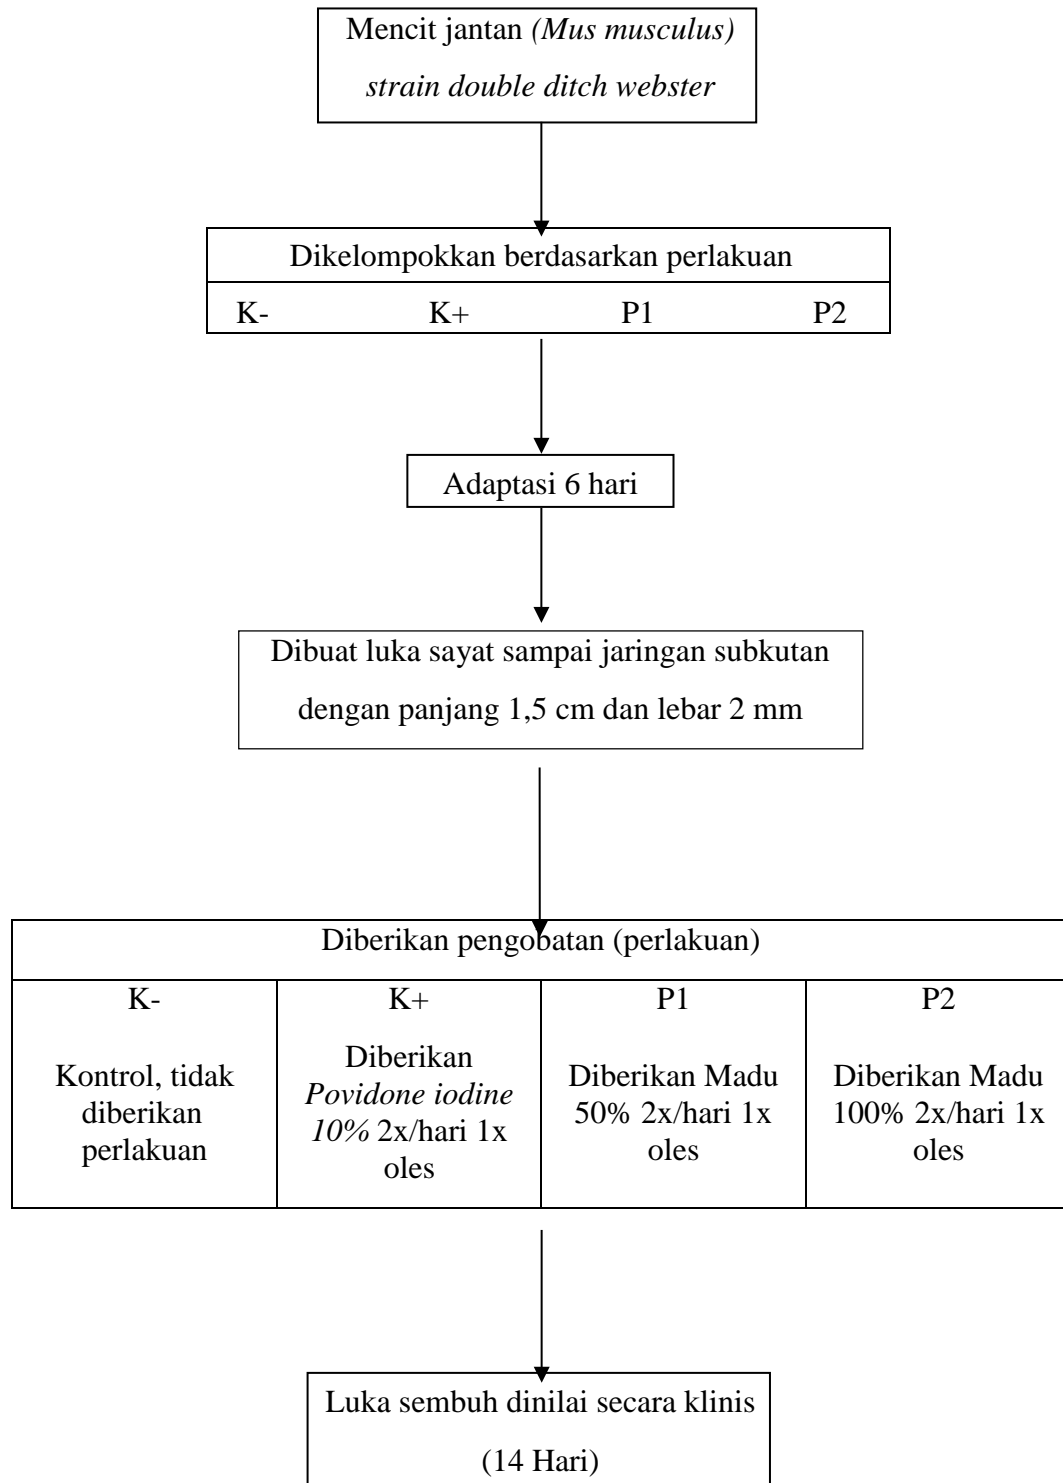 Mencit jantan (Mus musculus)
strain double ditch webster
Dikelompokkan berdasarkan perlakuan
K- K+ P1 P2
Adaptasi 6 hari
Dibuat luka sayat sampai jaringan subkutan
dengan panjang 1,5 cm dan lebar 2 mm
Diberikan pengobatan (perlakuan)
K-
Kontrol, tidak
diberikan
perlakuan
K+
Diberikan
Povidone iodine
10% 2x/hari 1x
oles
P1
Diberikan Madu
50% 2x/hari 1x
oles
P2
Diberikan Madu
100% 2x/hari 1x
oles
Luka sembuh dinilai secara klinis
(14 Hari)